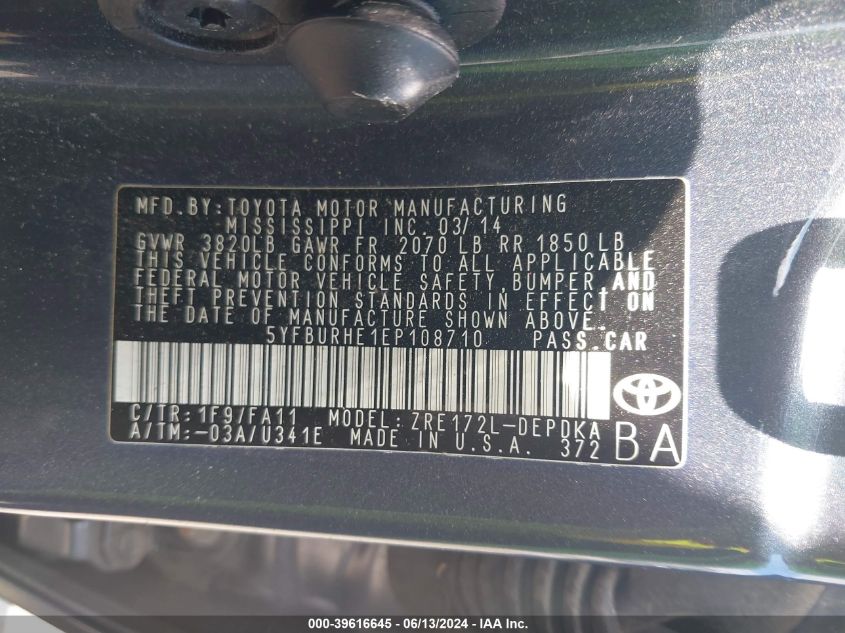 MFD. BY: TOYOTA MOTOR MANUFACTURING
MISSISSIPPI INC. 03/14
GVWR 3820LB GAWR FR 2070 LB RR 1850 LB
THIS VEHICLE CONFORMS TO ALL APPLICABLE
FEDERAL MOTOR VEHICLE SAFETY, BUMPER, AND
THEFT PREVENTION STANDARDS IN EFFECT ON
THE DATE OF MANUFACTURE SHOWN ABOVE.
5YFBURHE1EP108710 PASS. CAR
C/TR: 1F9/FA11 MODEL: ZRE172L-DEPDKA
A/TM: -03A/U341E MADE IN U.S.A. 372 BA
000-39616645 - 06/13/2024 - IAA Inc.